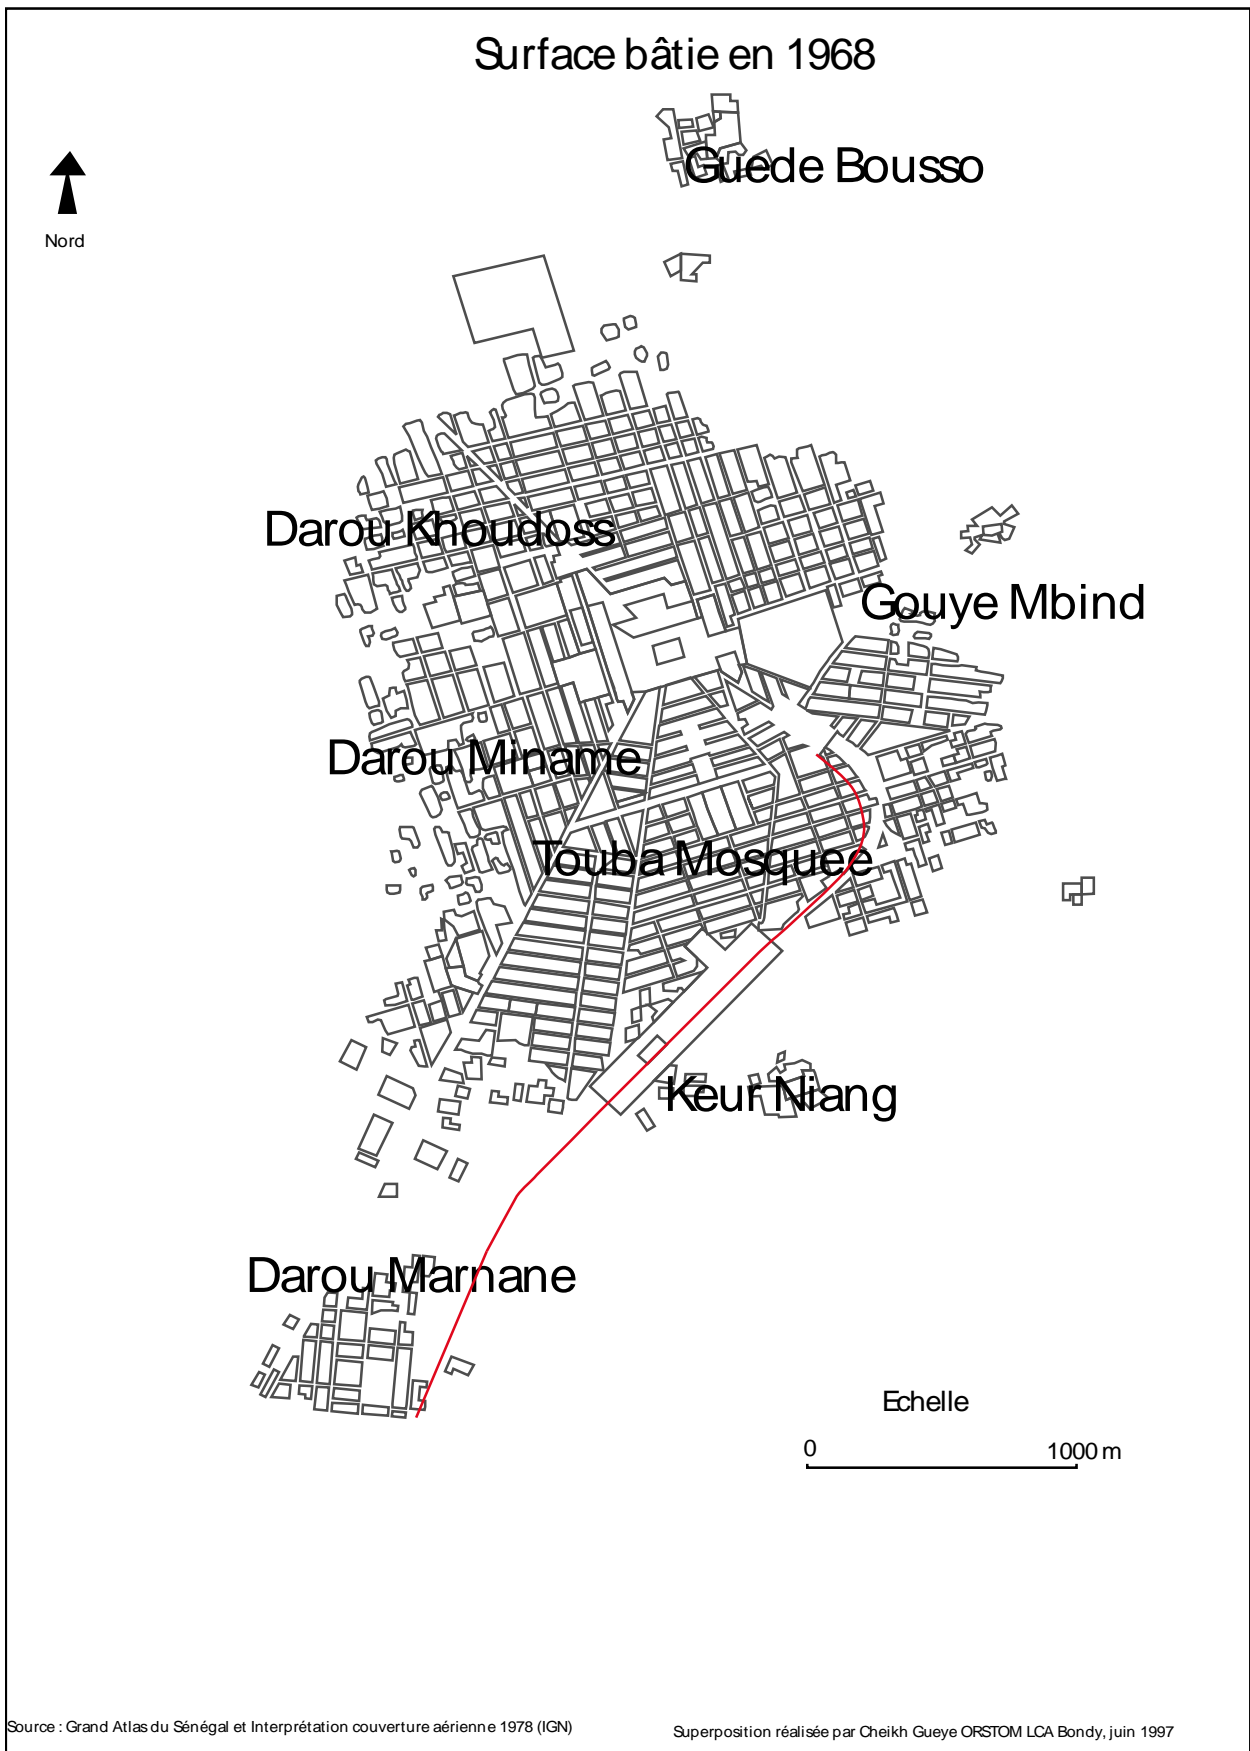 Surface bâtie en 1968
Guede Bousso
Nord
Darou Khoudoss
Gouye Mbind
Darou Miname
Touba Mosquee
Keur Niang
Darou Marnane
Echelle
0 1000 m
Source : Grand Atlas du Sénégal et Interprétation couverture aérienne 1978 (IGN)
Superposition réalisée par Cheikh Gueye ORSTOM LCA Bondy, juin 1997